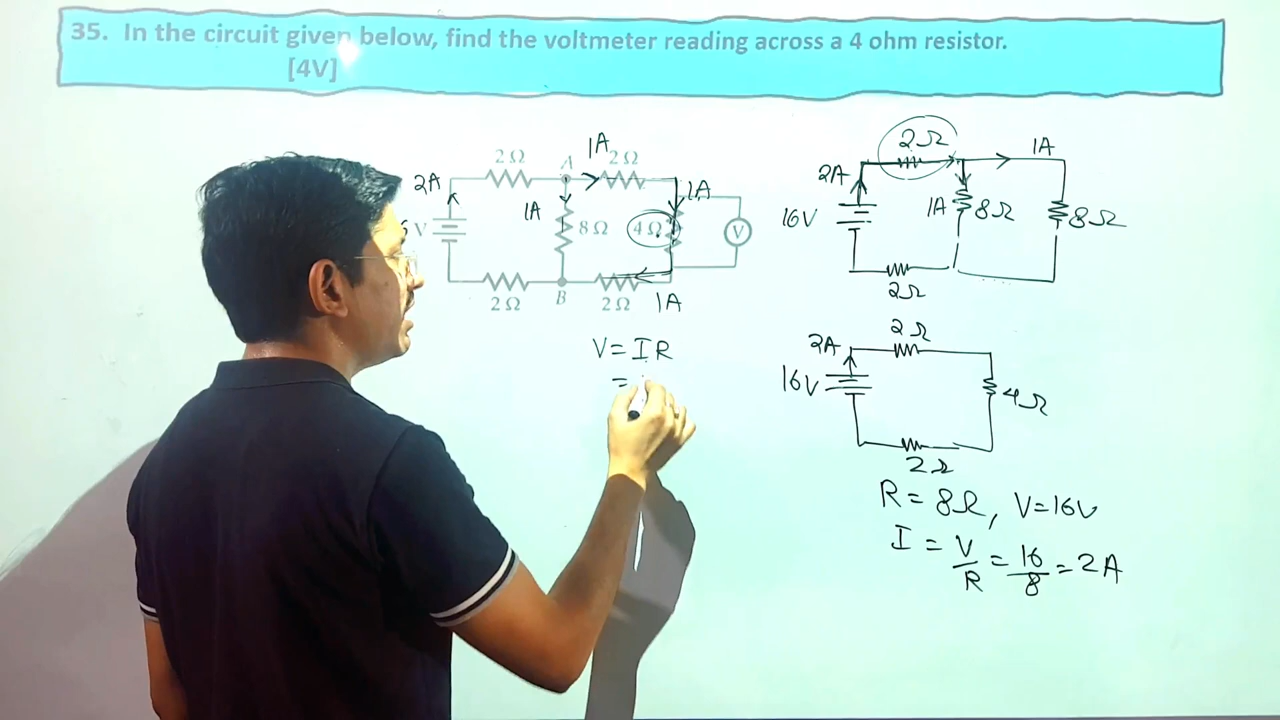 35. In the circuit given below, find the voltmeter reading across a 4 ohm resistor.
[4V]
2Ω
A
1A
2Ω
2A
1A
1A
8Ω
4Ω
V
V
2Ω
B
2Ω
1A
V = IR
=
2Ω
1A
2A
16V
1A
8Ω
8Ω
2Ω
2Ω
2A
16V
4Ω
2Ω
R = 8Ω, V=16V
I = V/R = 16/8 = 2A